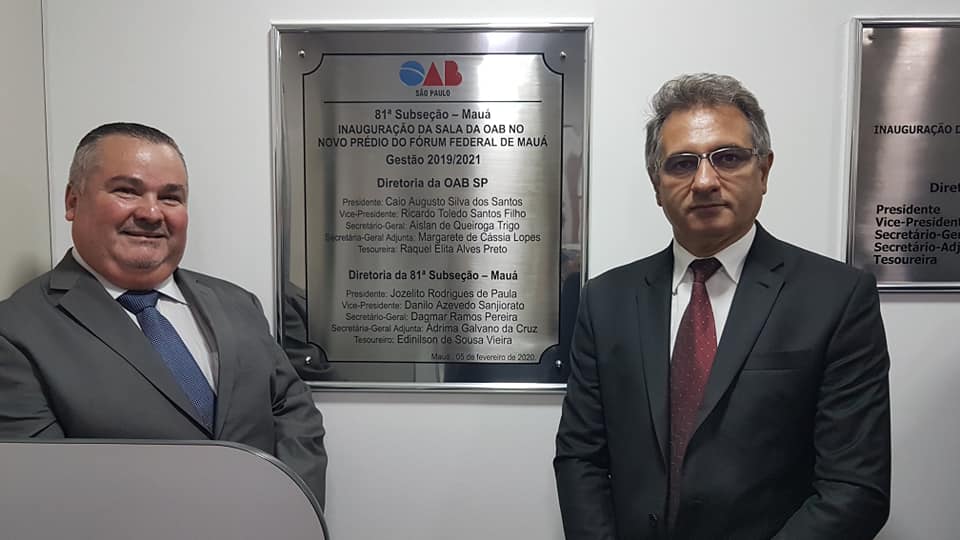 OAB
SÃO PAULO
81ª Subseção – Mauá
INAUGURAÇÃO DA SALA DA OAB NO
NOVO PRÉDIO DO FÓRUM FEDERAL DE MAUÁ
Gestão 2019/2021
Diretoria da OAB SP
Presidente: Caio Augusto Silva dos Santos
Vice-Presidente: Ricardo Toledo Santos Filho
Secretário-Geral: Aislan de Queiroga Trigo
Secretária-Geral Adjunta: Margarete de Cássia Lopes
Tesoureira: Raquel Elita Alves Preto
Diretoria da 81ª Subseção – Mauá
Presidente: Jozelito Rodrigues de Paula
Vice-Presidente: Danilo Azevedo Sanjiorato
Secretário-Geral: Dagmar Ramos Pereira
Secretária-Geral Adjunta: Adrima Galvano da Cruz
Tesoureiro: Edinilson de Sousa Vieira
Mauá, 05 de fevereiro de 2020.
INAUGURAÇÃO D
Diret
Presidente
Vice-President
Secretário-Ger
Secretário-Adj
Tesoureira